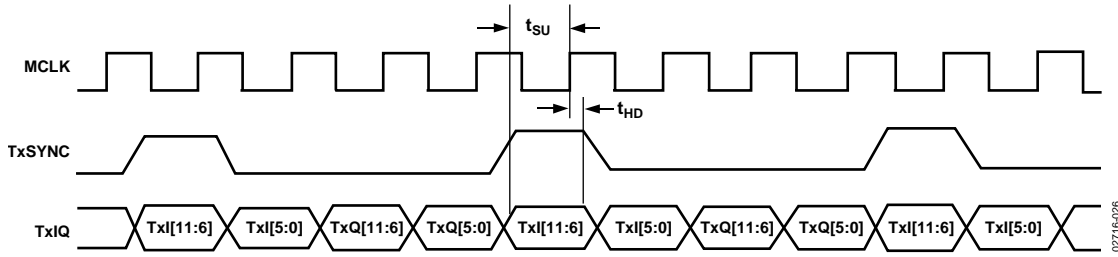 tSU
MCLK
tHD
TxSYNC
TxIQ TxI[11:6] TxI[5:0] TxQ[11:6] TxQ[5:0] TxI[11:6] TxI[5:0] TxQ[11:6] TxQ[5:0] TxI[11:6] TxI[5:0]
02716-026